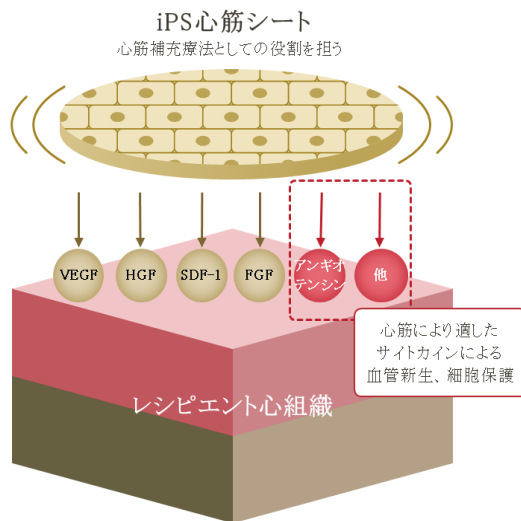 iPS心筋シート
心筋補充療法としての役割を担う
VEGF
HGF
SDF-1
FGF
アンギオ
テンシン
他
心筋により適した
サイトカインによる
血管新生、細胞保護
レシピエント心組織